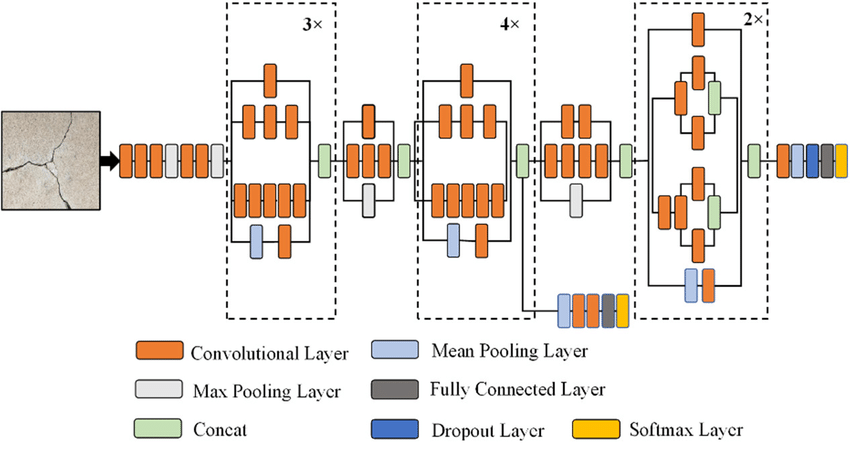 3×
4×
2×
Convolutional Layer
Mean Pooling Layer
Max Pooling Layer
Fully Connected Layer
Concat
Dropout Layer
Softmax Layer